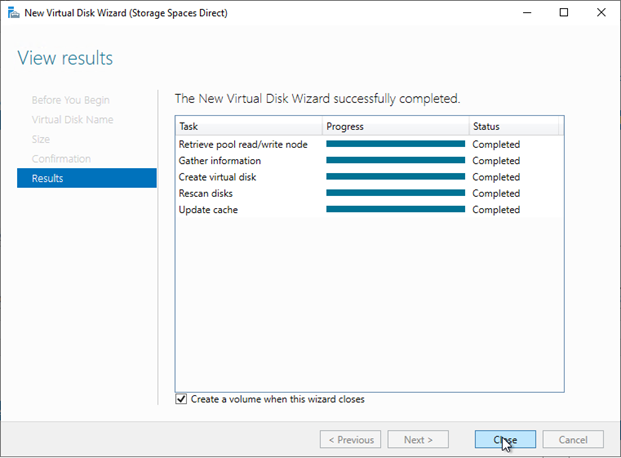 New Virtual Disk Wizard (Storage Spaces Direct)
View results
Before You Begin
Virtual Disk Name
Size
Confirmation
Results
The New Virtual Disk Wizard successfully completed.
Task Progress Status
Retrieve pool read/write node Completed
Gather information Completed
Create virtual disk Completed
Rescan disks Completed
Update cache Completed
Create a volume when this wizard closes
< Previous Next > Close Cancel